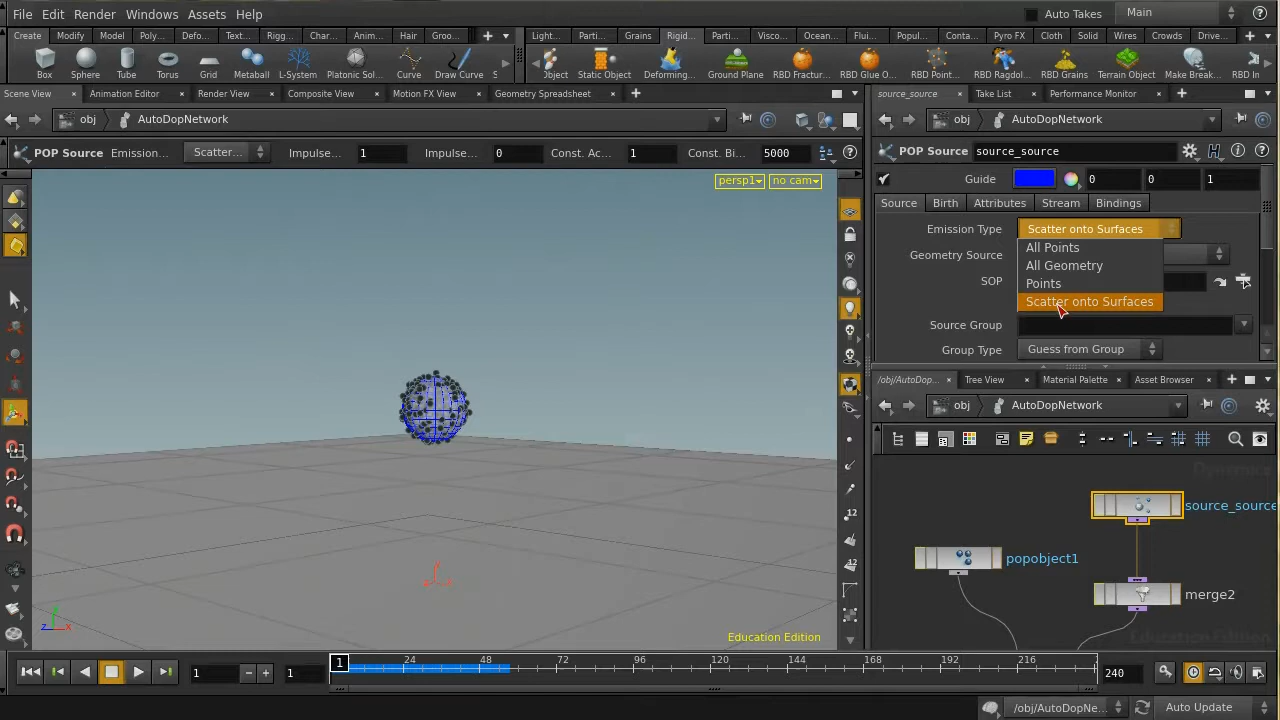 File Edit Render Windows Assets Help Auto Takes Main
Create Modify Model Poly... Defo... Text... Rigg... Char... Anim... Hair Groo... Light... Parti... Grains Rigid... Parti... Visco... Ocean... Flui... Popul... Conta... Pyro FX Cloth Solid Wires Crowds Drive...
Box Sphere Tube Torus Grid Metaball L-System Platonic Sol... Curve Draw Curve S Object Static Object Deforming... Ground Plane RBD Fractur... RBD Glue O... RBD Point... RBD Ragdol... RBD Grains Terrain Object Make Break... RBD In
Scene View Animation Editor Render View Composite View Motion FX View Geometry Spreadsheet source_source Take List Performance Monitor
obj AutoDopNetwork obj AutoDopNetwork
POP Source Emission... Scatter... Impulse... 1 Impulse... 0 Const. Ac... 1 Const. Bi... 5000 POP Source source_source
persp1 no cam Guide 0 0 1
Source Birth Attributes Stream Bindings
Emission Type Scatter onto Surfaces
All Points
Geometry Source All Geometry
SOP Points
Scatter onto Surfaces
Source Group
Group Type Guess from Group
/obj/AutoDop... Tree View Material Palette Asset Browser
obj AutoDopNetwork
source_source
popobject1
merge2
12
12
Y
Z X
Education Edition
Education Edition
1 1 1 24 48 72 96 120 144 168 192 216 240
/obj/AutoDopNe... Auto Update